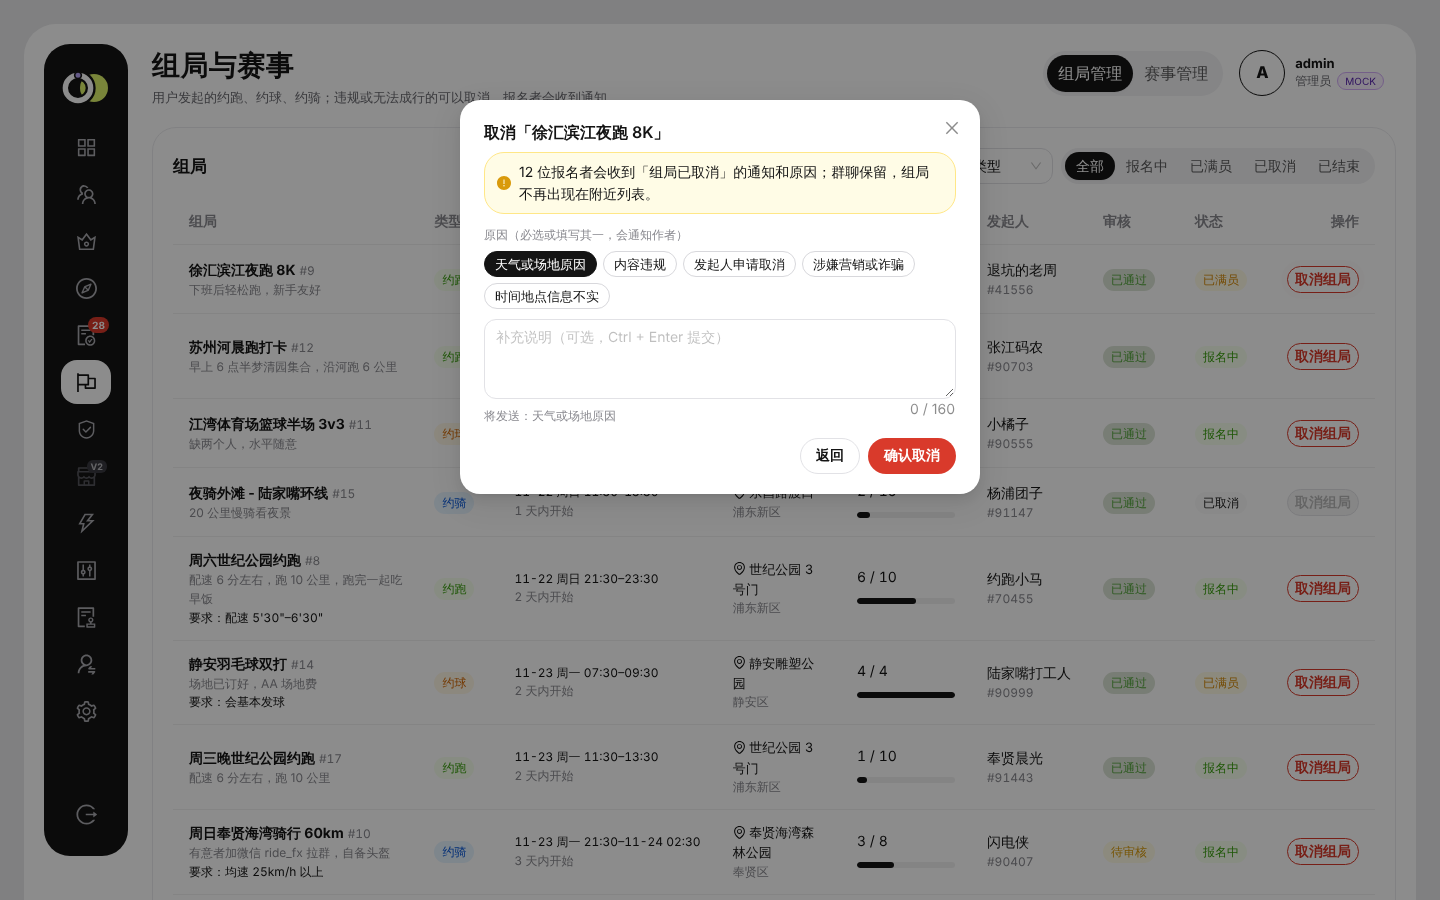 组局与赛事
用户发起的约跑、约球、约骑；违规或无法成行的可以取消，报名者会收到通知
组局管理
赛事管理
A
admin
管理员 MOCK
28
V2
组局
类型
全部
报名中
已满员
已取消
已结束
组局
类型
发起人
审核
状态
操作
徐汇滨江夜跑 8K #9
下班后轻松跑，新手友好
退坑的老周
#41556
已通过
已满员
取消组局
苏州河晨跑打卡 #12
早上 6 点半梦清园集合，沿河跑 6 公里
张江码农
#90703
已通过
报名中
取消组局
江湾体育场篮球半场 3v3 #11
缺两个人，水平随意
小橘子
#90555
已通过
报名中
取消组局
夜骑外滩 - 陆家嘴环线 #15
20 公里慢骑看夜景
约骑
1 天内开始
浦东新区
杨浦团子
#91147
已通过
已取消
取消组局
周六世纪公园约跑 #8
配速 6 分左右，跑 10 公里，跑完一起吃
早饭
要求：配速 5'30"–6'30"
约跑
11-22 周日 21:30–23:30
2 天内开始
世纪公园 3
号门
浦东新区
6 / 10
约跑小马
#70455
已通过
报名中
取消组局
静安羽毛球双打 #14
场地已订好，AA 场地费
要求：会基本发球
约球
11-23 周一 07:30–09:30
2 天内开始
静安雕塑公
园
静安区
4 / 4
陆家嘴打工人
#90999
已通过
已满员
取消组局
周三晚世纪公园约跑 #17
配速 6 分左右，跑 10 公里
约跑
11-23 周一 11:30–13:30
2 天内开始
世纪公园 3
号门
浦东新区
1 / 10
奉贤晨光
#91443
已通过
报名中
取消组局
周日奉贤海湾骑行 60km #10
有意者加微信 ride_fx 拉群，自备头盔
要求：均速 25km/h 以上
约骑
11-23 周一 21:30–11-24 02:30
3 天内开始
奉贤海湾森
林公园
奉贤区
3 / 8
闪电侠
#90407
待审核
报名中
取消组局
取消「徐汇滨江夜跑 8K」
12 位报名者会收到「组局已取消」的通知和原因；群聊保留，组局
不再出现在附近列表。
原因（必选或填写其一，会通知作者）
天气或场地原因
内容违规
发起人申请取消
涉嫌营销或诈骗
时间地点信息不实
补充说明（可选，Ctrl + Enter 提交）
将发送：天气或场地原因
0 / 160
返回
确认取消